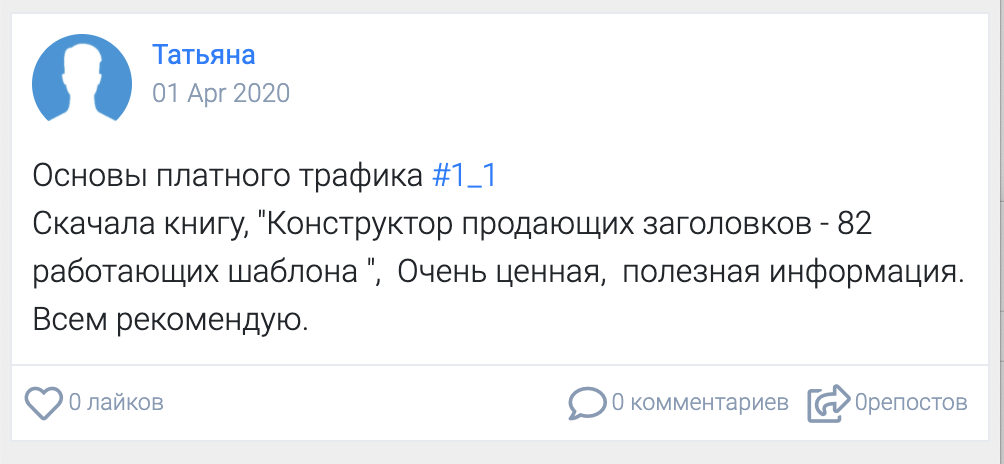 Татьяна
01 Apr 2020
Основы платного трафика #1_1
Скачала книгу, "Конструктор продающих заголовков - 82
работающих шаблона ",  Очень ценная,  полезная информация.
Всем рекомендую.
0 лайков
0 комментариев
0репостов